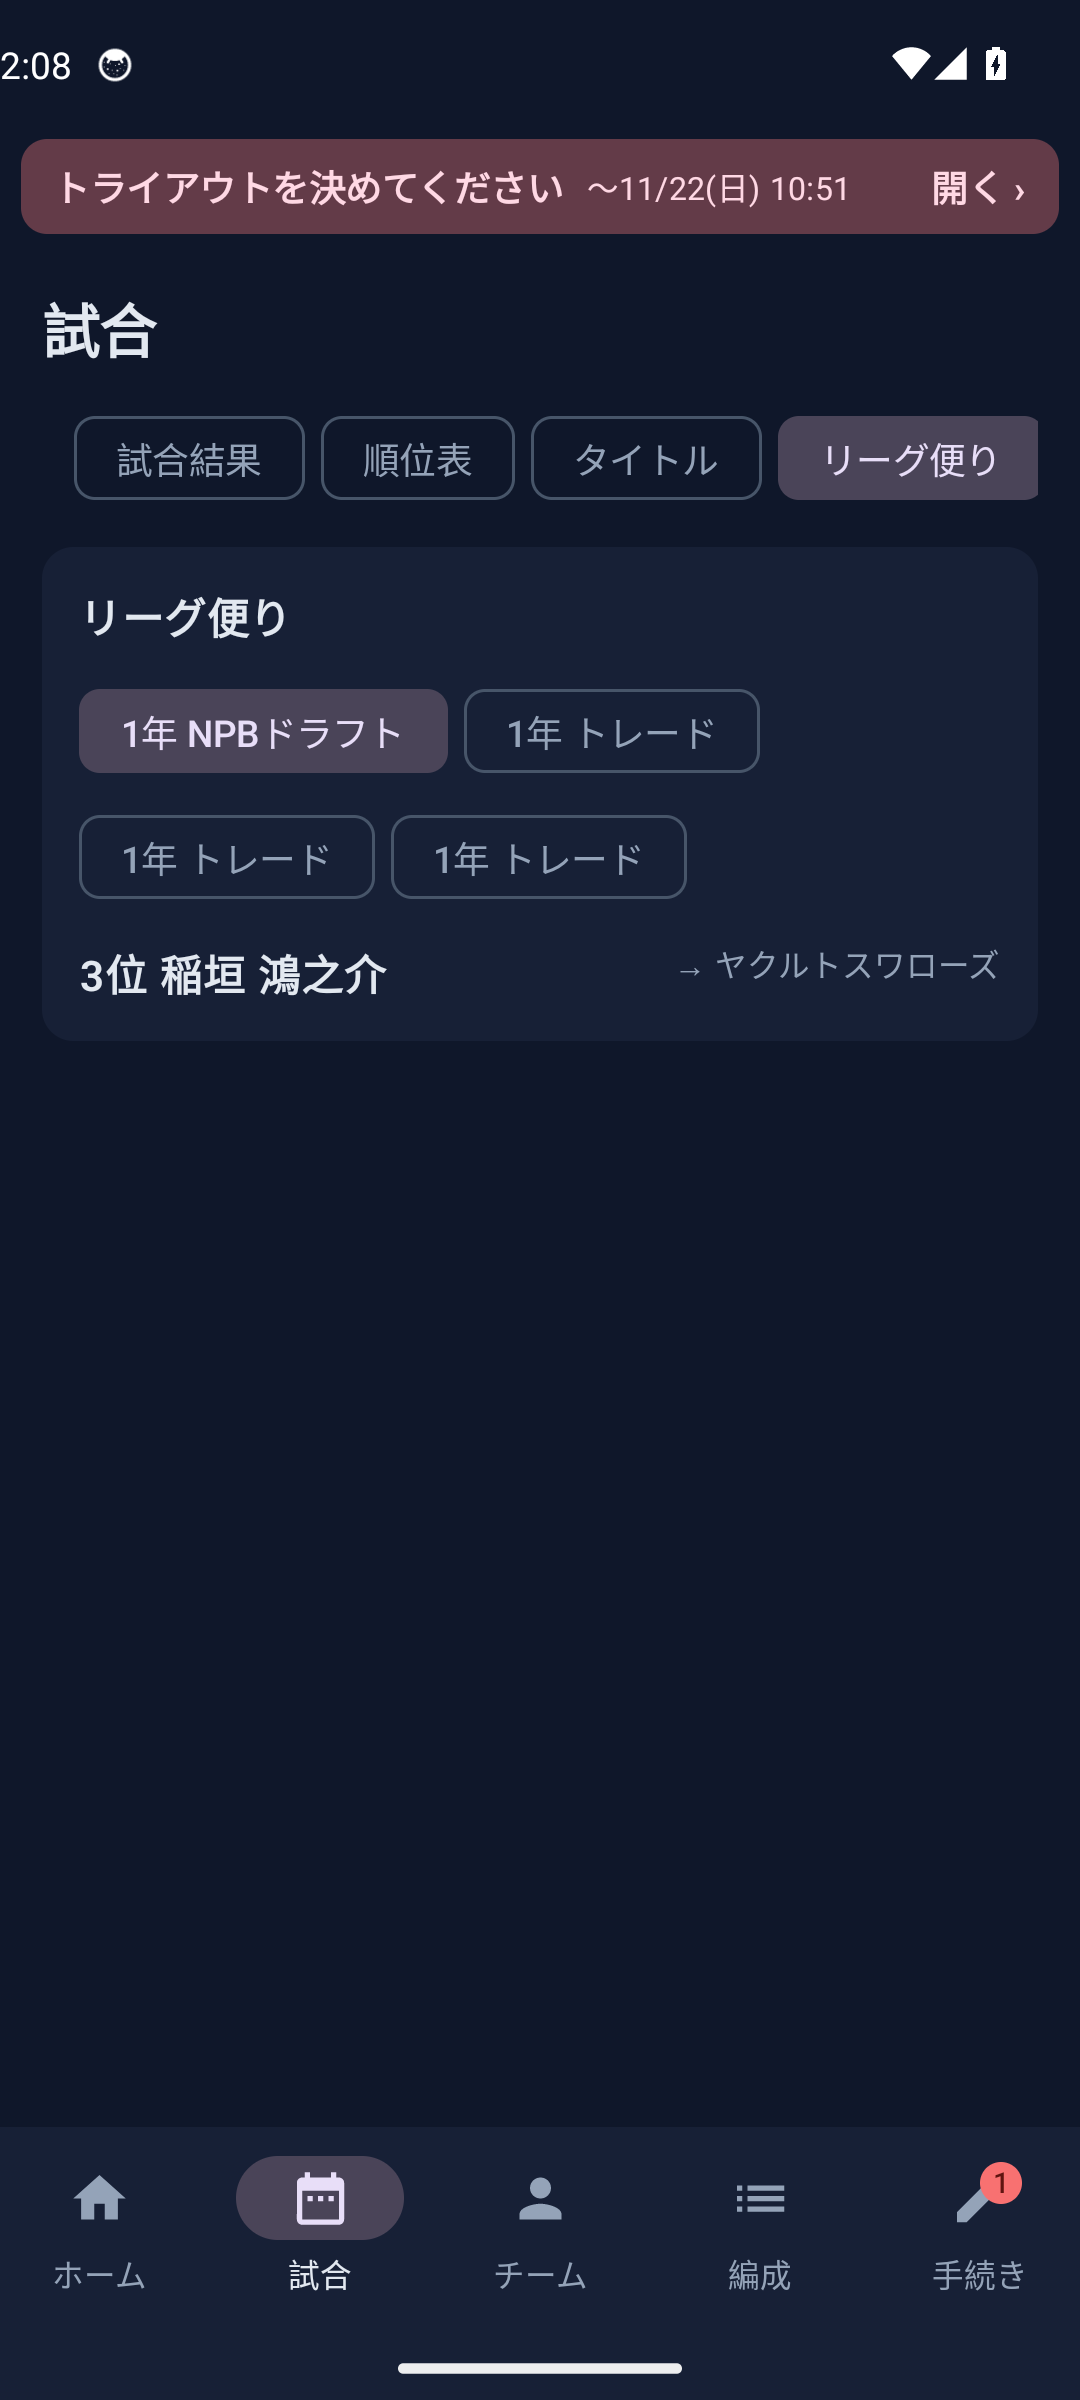 2:08
トライアウトを決めてください ～11/22(日) 10:51 開く ›
試合
試合結果 順位表 タイトル リーグ便り
リーグ便り
1年 NPBドラフト 1年 トレード
1年 トレード 1年 トレード
3位 稲垣 鴻之介 → ヤクルトスワローズ
1
ホーム 試合 チーム 編成 手続き